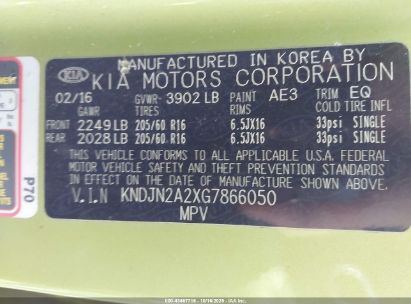 MANUFACTURED IN KOREA BY
KIA KIA MOTORS CORPORATION
02/16 GVWR- 3902 LB PAINT AE3 TRIM EQ
GAWR TIRES RIMS COLD TIRE INFL
FRONT 2249 LB 205/60 R16 6.5JX16 33psi SINGLE
REAR 2028 LB 205/60 R16 6.5JX16 33psi SINGLE
THIS VEHICLE CONFORMS TO ALL APPLICABLE U.S.A. FEDERAL
MOTOR VEHICLE SAFETY AND THEFT PREVENTION STANDARDS
IN EFFECT ON THE DATE OF MANUFACTURE SHOWN ABOVE.
V.I.N KNDJN2A2XG7866050
MPV
P70